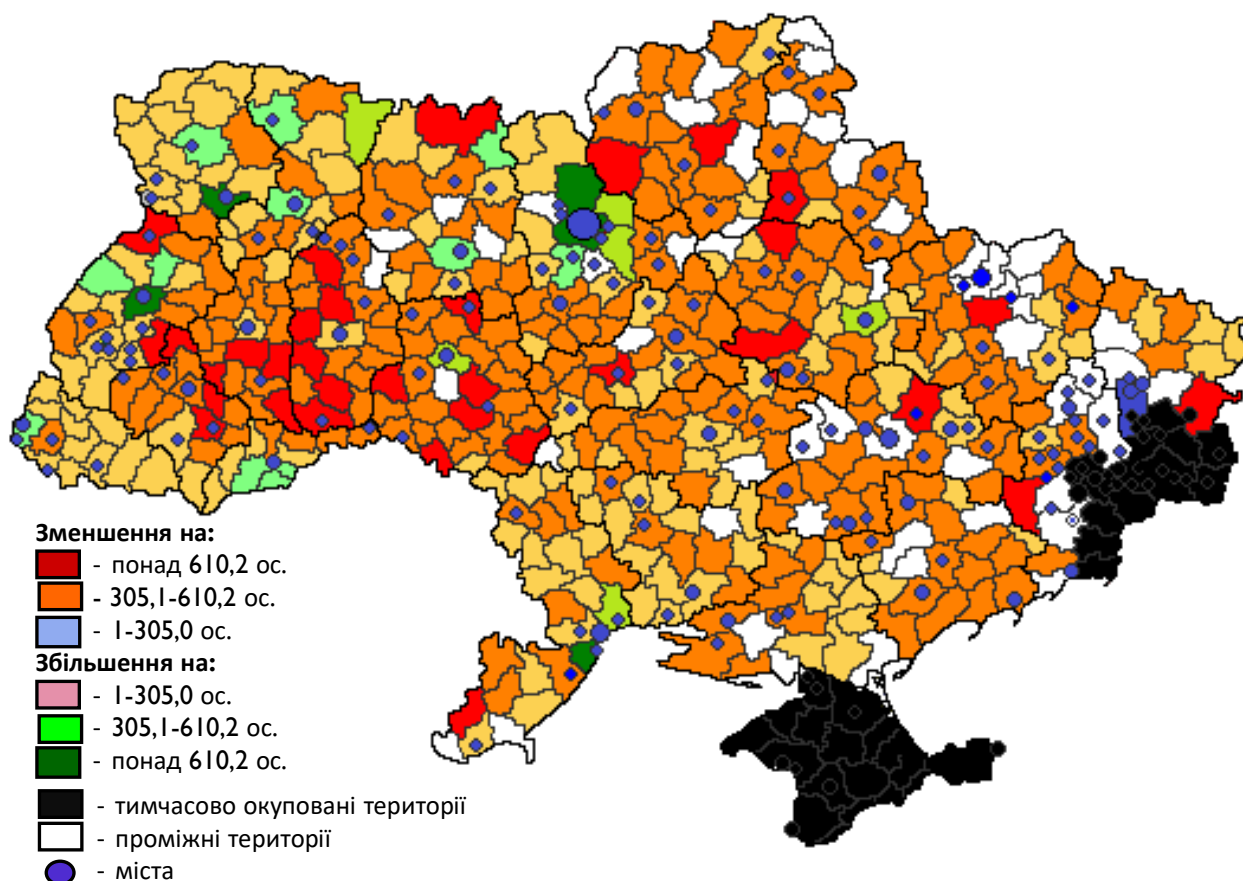 Зменшення на:
- понад 610,2 ос.
- 305,1-610,2 ос.
- 1-305,0 ос.
Збільшення на:
- 1-305,0 ос.
- 305,1-610,2 ос.
- понад 610,2 ос.
- тимчасово окуповані території
- проміжні території
- міста